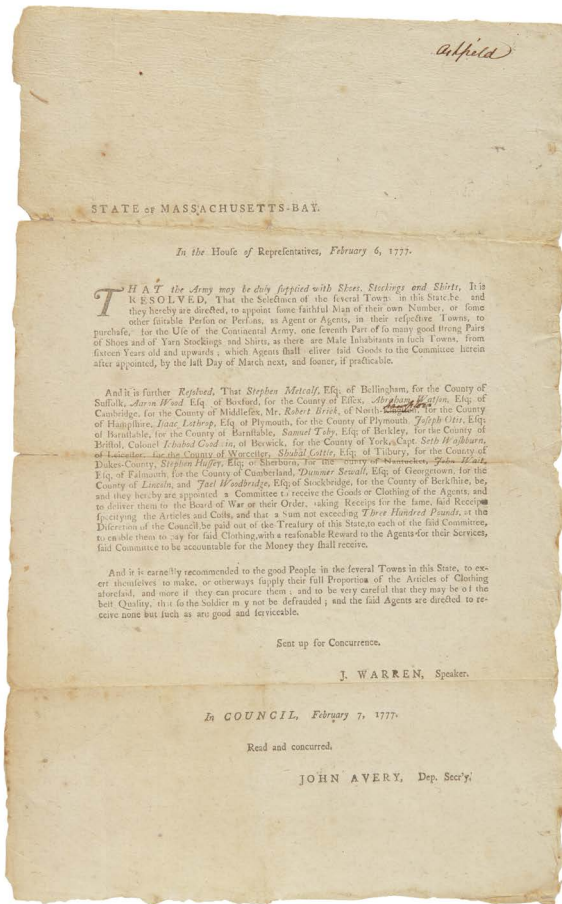 Ashfield
STATE OF MASSACHUSETTS-BAY.
In the House of Representatives, February 6, 1777.
THAT the Army may be duly supplied with Shoes, Stockings and Shirts, It is
RESOLVED, That the Selectmen of the several Towns in this State, be and
they hereby are directed, to appoint some faithful Man of their own Number, or some
other suitable Person or Persons, as Agent or Agents, in their respective Towns, to
purchase, for the Use of the Continental Army, one seventh Part of so many good strong Pairs
of Shoes and of Yarn Stockings and Shirts, as there are Male Inhabitants in such Towns, from
sixteen Years old and upwards; which Agents shall deliver said Goods to the Committee herein
after appointed, by the last Day of March next, and sooner, if practicable.
And it is further Resolved, That Stephen Metcalf, Esq; of Bellingham, for the County of
Suffolk, Aaron Wood Esq. of Boxford, for the County of Essex, Abraham Watson, Esq; of
Cambridge, for the County of Middlesex, Mr. Robert Brick, of North-hampton, for the County
of Hampshire, Isaac Lothrop, Esq of Plymouth, for the County of Plymouth, Joseph Otis, Esq;
of Barnstable, for the County of Barnstable, Samuel Toby, Esq; of Berkley, for the County of
Bristol, Colonel Ichabod Goodwin, of Berwick, for the County of York, Capt. Seth Washburn,
of Leicester, for the County of Worcester, Shubal Cottle, Esq; of Tisbury, for the County of
Dukes-County, Stephen Hussey, Esq; of Sherburn, for the County of Nantucket, John Wait,
Esq, of Falmouth, for the County of Cumberland, Dummer Sewall, Esq; of Georgetown, for the
County of Lincoln, and Jael Woodbridge, Esq; of Stockbridge, for the County of Berkshire, be,
and they hereby are appointed a Committee to receive the Goods or Clothing of the Agents, and
to deliver them to the Board of War or their Order, taking Receipts for the same, said Receipts
specifying the Articles and Costs, and that a Sum not exceeding Three Hundred Pounds, at the
Discretion of the Council, be paid out of the Treasury of this State, to each of the said Committee,
to enable them to pay for said Clothing, with a reasonable Reward to the Agents for their Services,
said Committee to be accountable for the Money they shall receive.
And it is earnestly recommended to the good People in the several Towns in this State, to ex-
ert themselves to make, or otherways supply their full Proportion of the Articles of Clothing
aforesaid, and more if they can procure them; and to be very careful that they may be of the
best Quality, that so the Soldier may not be defrauded; and the said Agents are directed to re-
ceive none but such as are good and serviceable.
Sent up for Concurrence.
J. WARREN, Speaker.
In COUNCIL, February 7, 1777.
Read and concurred,
JOHN AVERY, Dep. Secr'y.